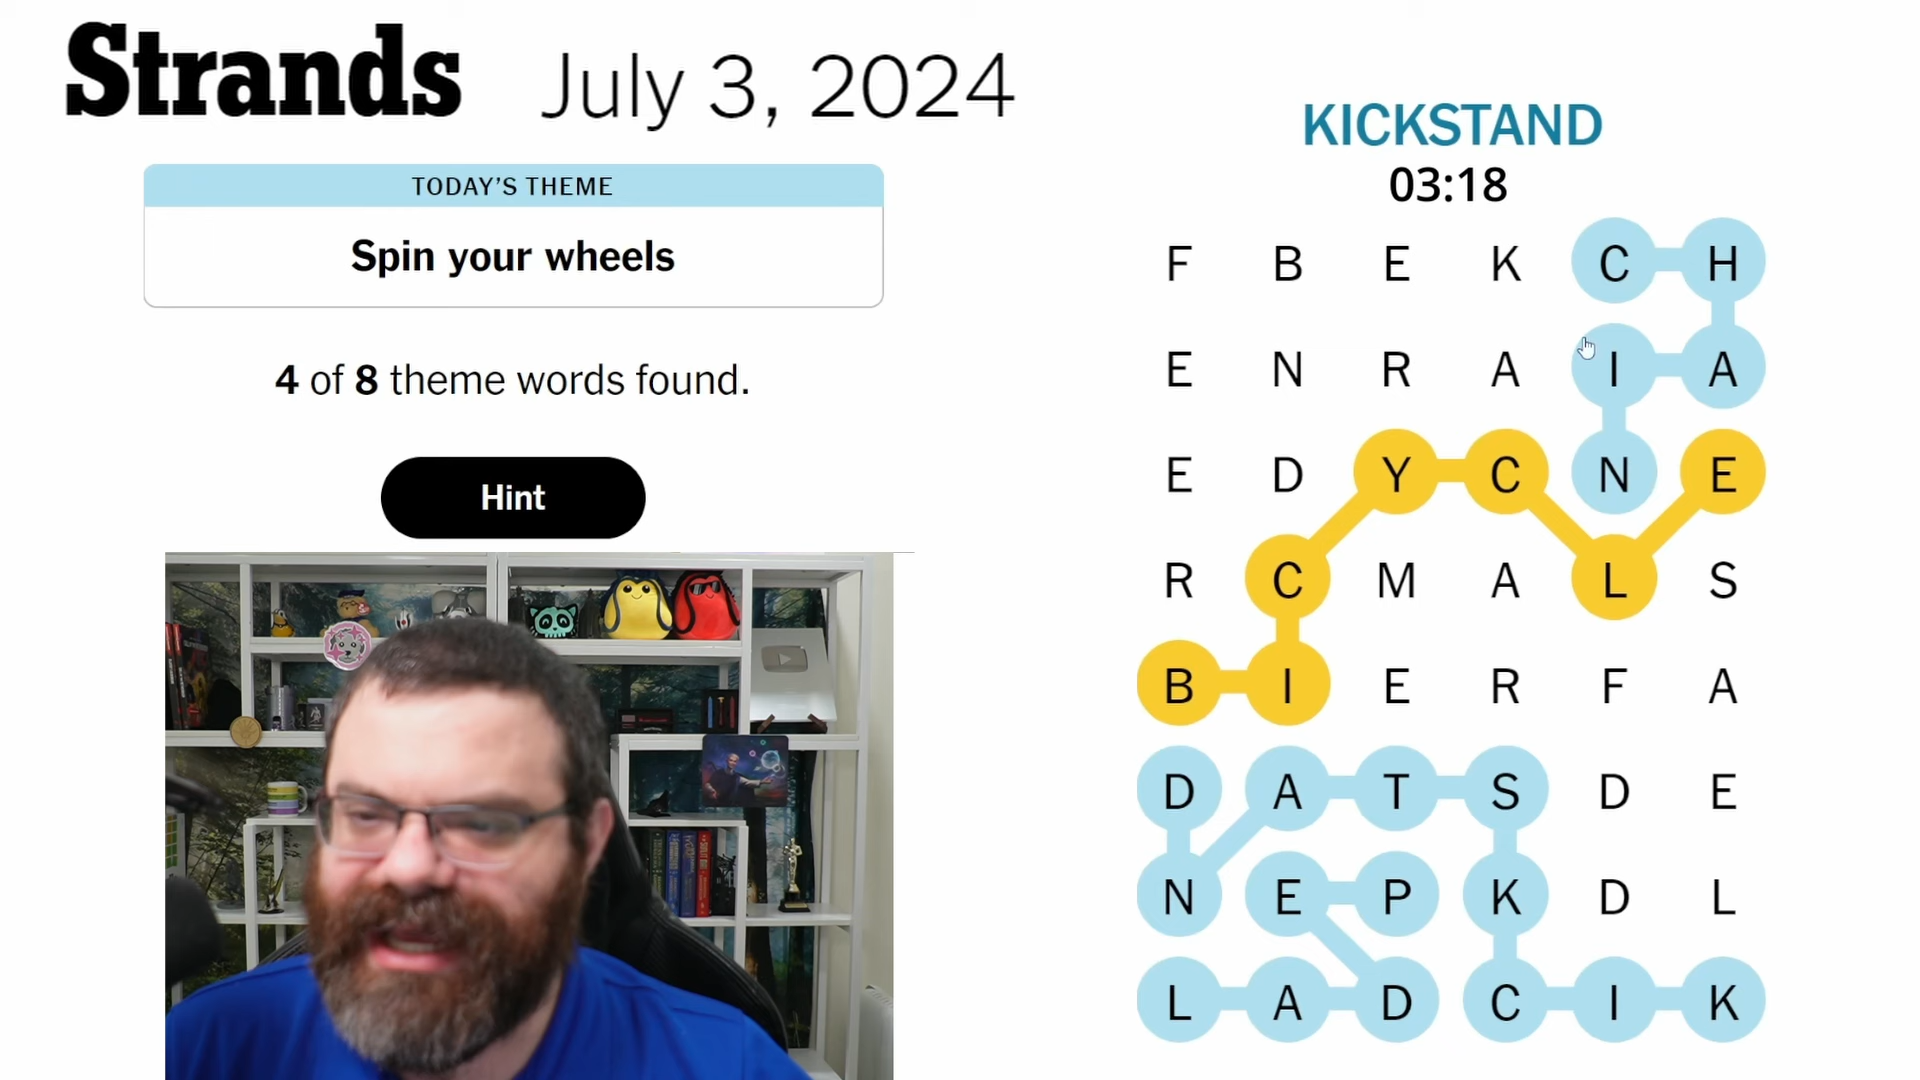 Strands July 3, 2024
TODAY'S THEME
Spin your wheels
4 of 8 theme words found.
Hint
KICKSTAND
03:18
F B E K C H
E N R A I A
E D Y C N E
R C M A L S
B I E R F A
D A T S D E
N E P K D L
L A D C I K